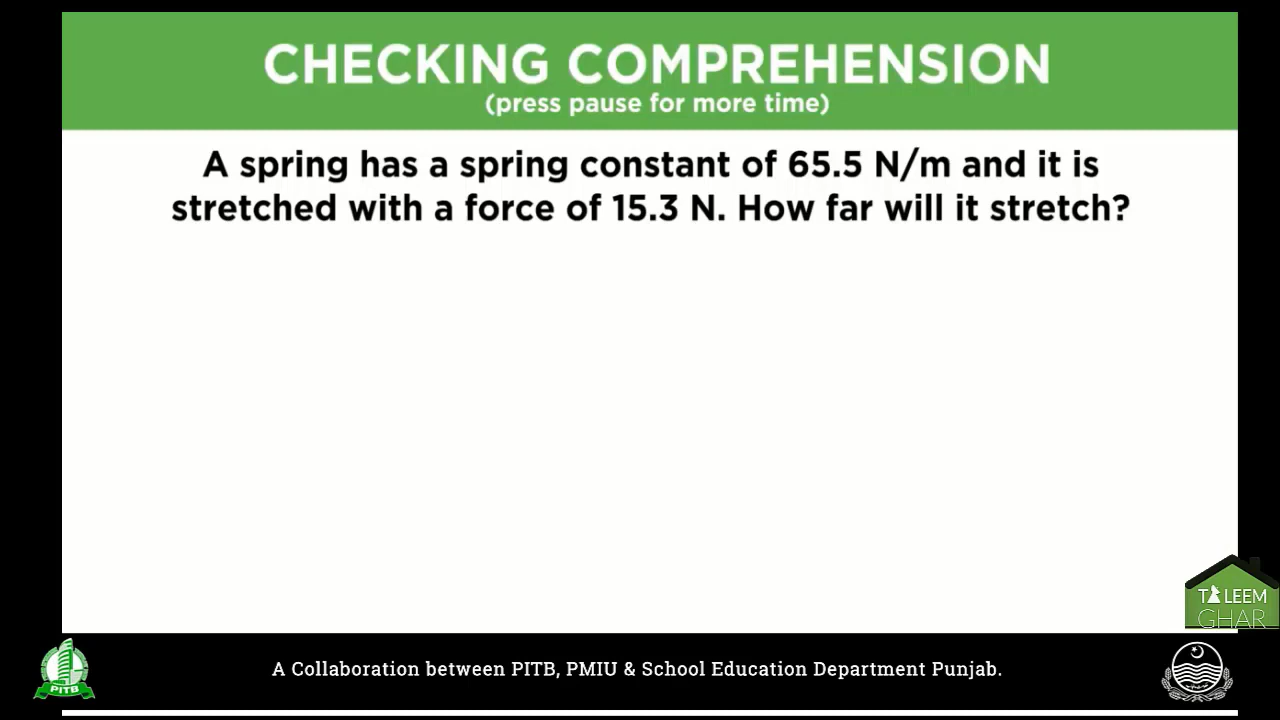 CHECKING COMPREHENSION
(press pause for more time)
A spring has a spring constant of 65.5 N/m and it is
stretched with a force of 15.3 N. How far will it stretch?
TALEEM
GHAR
PITB
A Collaboration between PITB, PMIU & School Education Department Punjab.